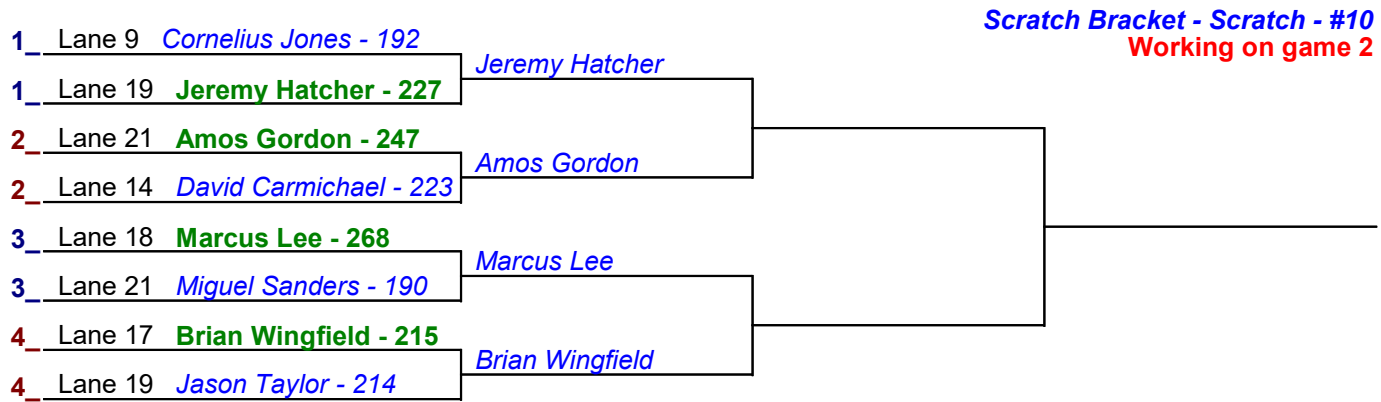 Scratch Bracket - Scratch - #10
Working on game 2
1_ Lane 9 Cornelius Jones - 192
Jeremy Hatcher
1_ Lane 19 Jeremy Hatcher - 227
2_ Lane 21 Amos Gordon - 247
Amos Gordon
2_ Lane 14 David Carmichael - 223
3_ Lane 18 Marcus Lee - 268
Marcus Lee
3_ Lane 21 Miguel Sanders - 190
4_ Lane 17 Brian Wingfield - 215
Brian Wingfield
4_ Lane 19 Jason Taylor - 214